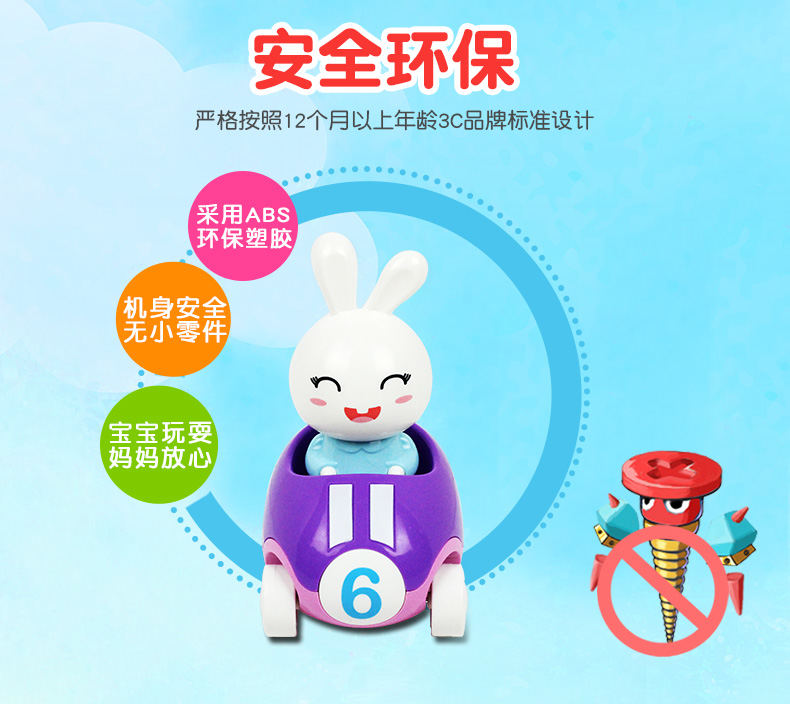 安全环保
严格按照12个月以上年龄3C品牌标准设计
采用ABS
环保塑胶
机身安全
无小零件
宝宝玩耍
妈妈放心
6